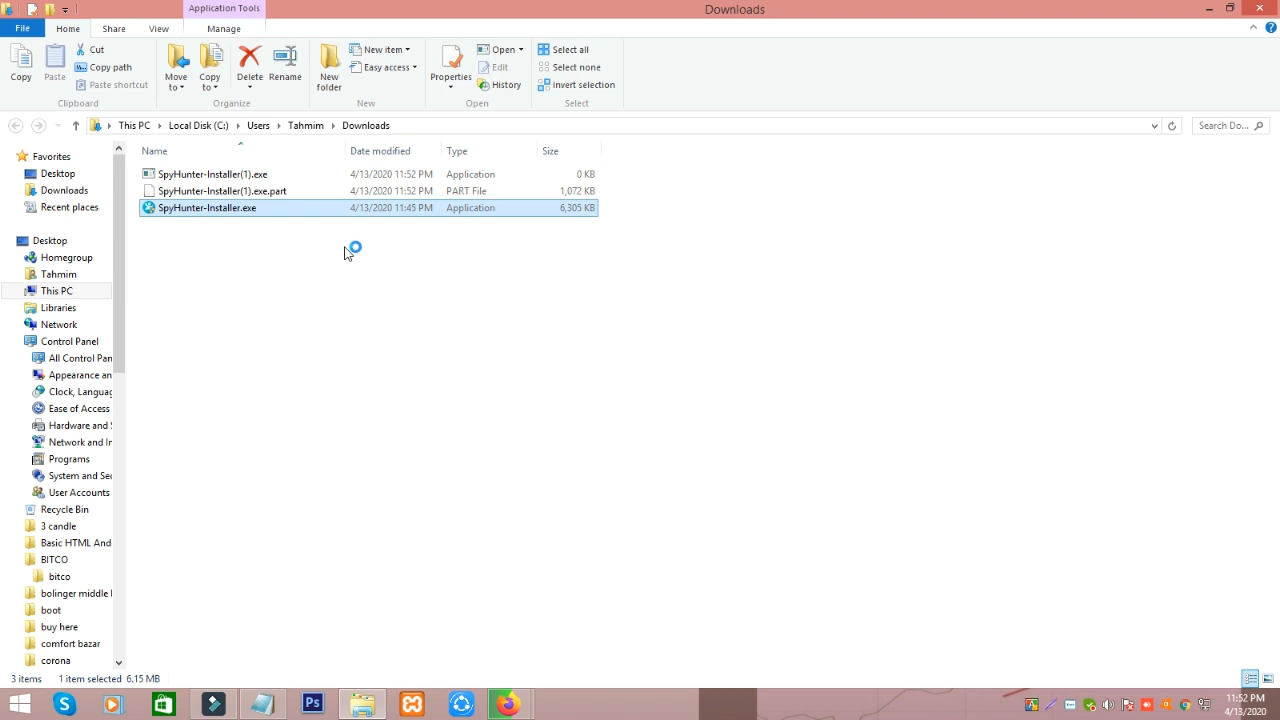 Application Tools
Downloads
File
Home
Share
View
Manage
Copy
Paste
Cut
Copy path
Paste shortcut
Clipboard
Move to
Copy to
Delete
Rename
Organize
New folder
New item
Easy access
New
Properties
Open
Edit
History
Open
Select all
Select none
Invert selection
Select
This PC
Local Disk (C:)
Users
Tahmim
Downloads
Search Do...
Name
Date modified
Type
Size
SpyHunter-Installer(1).exe 4/13/2020 11:52 PM Application 0 KB
SpyHunter-Installer(1).exe.part 4/13/2020 11:52 PM PART File 1,072 KB
SpyHunter-Installer.exe 4/13/2020 11:45 PM Application 6,305 KB
Favorites
Desktop
Downloads
Recent places
Desktop
Homegroup
Tahmim
This PC
Libraries
Network
Control Panel
All Control Pan
Appearance an
Clock, Languag
Ease of Access
Hardware and S
Network and In
Programs
System and Sec
User Accounts
Recycle Bin
3 candle
Basic HTML And
BITCO
bitco
bolinger middle
boot
buy here
comfort bazar
corona
3 items
1 item selected 6.15 MB
Ps
11:52 PM
4/13/2020